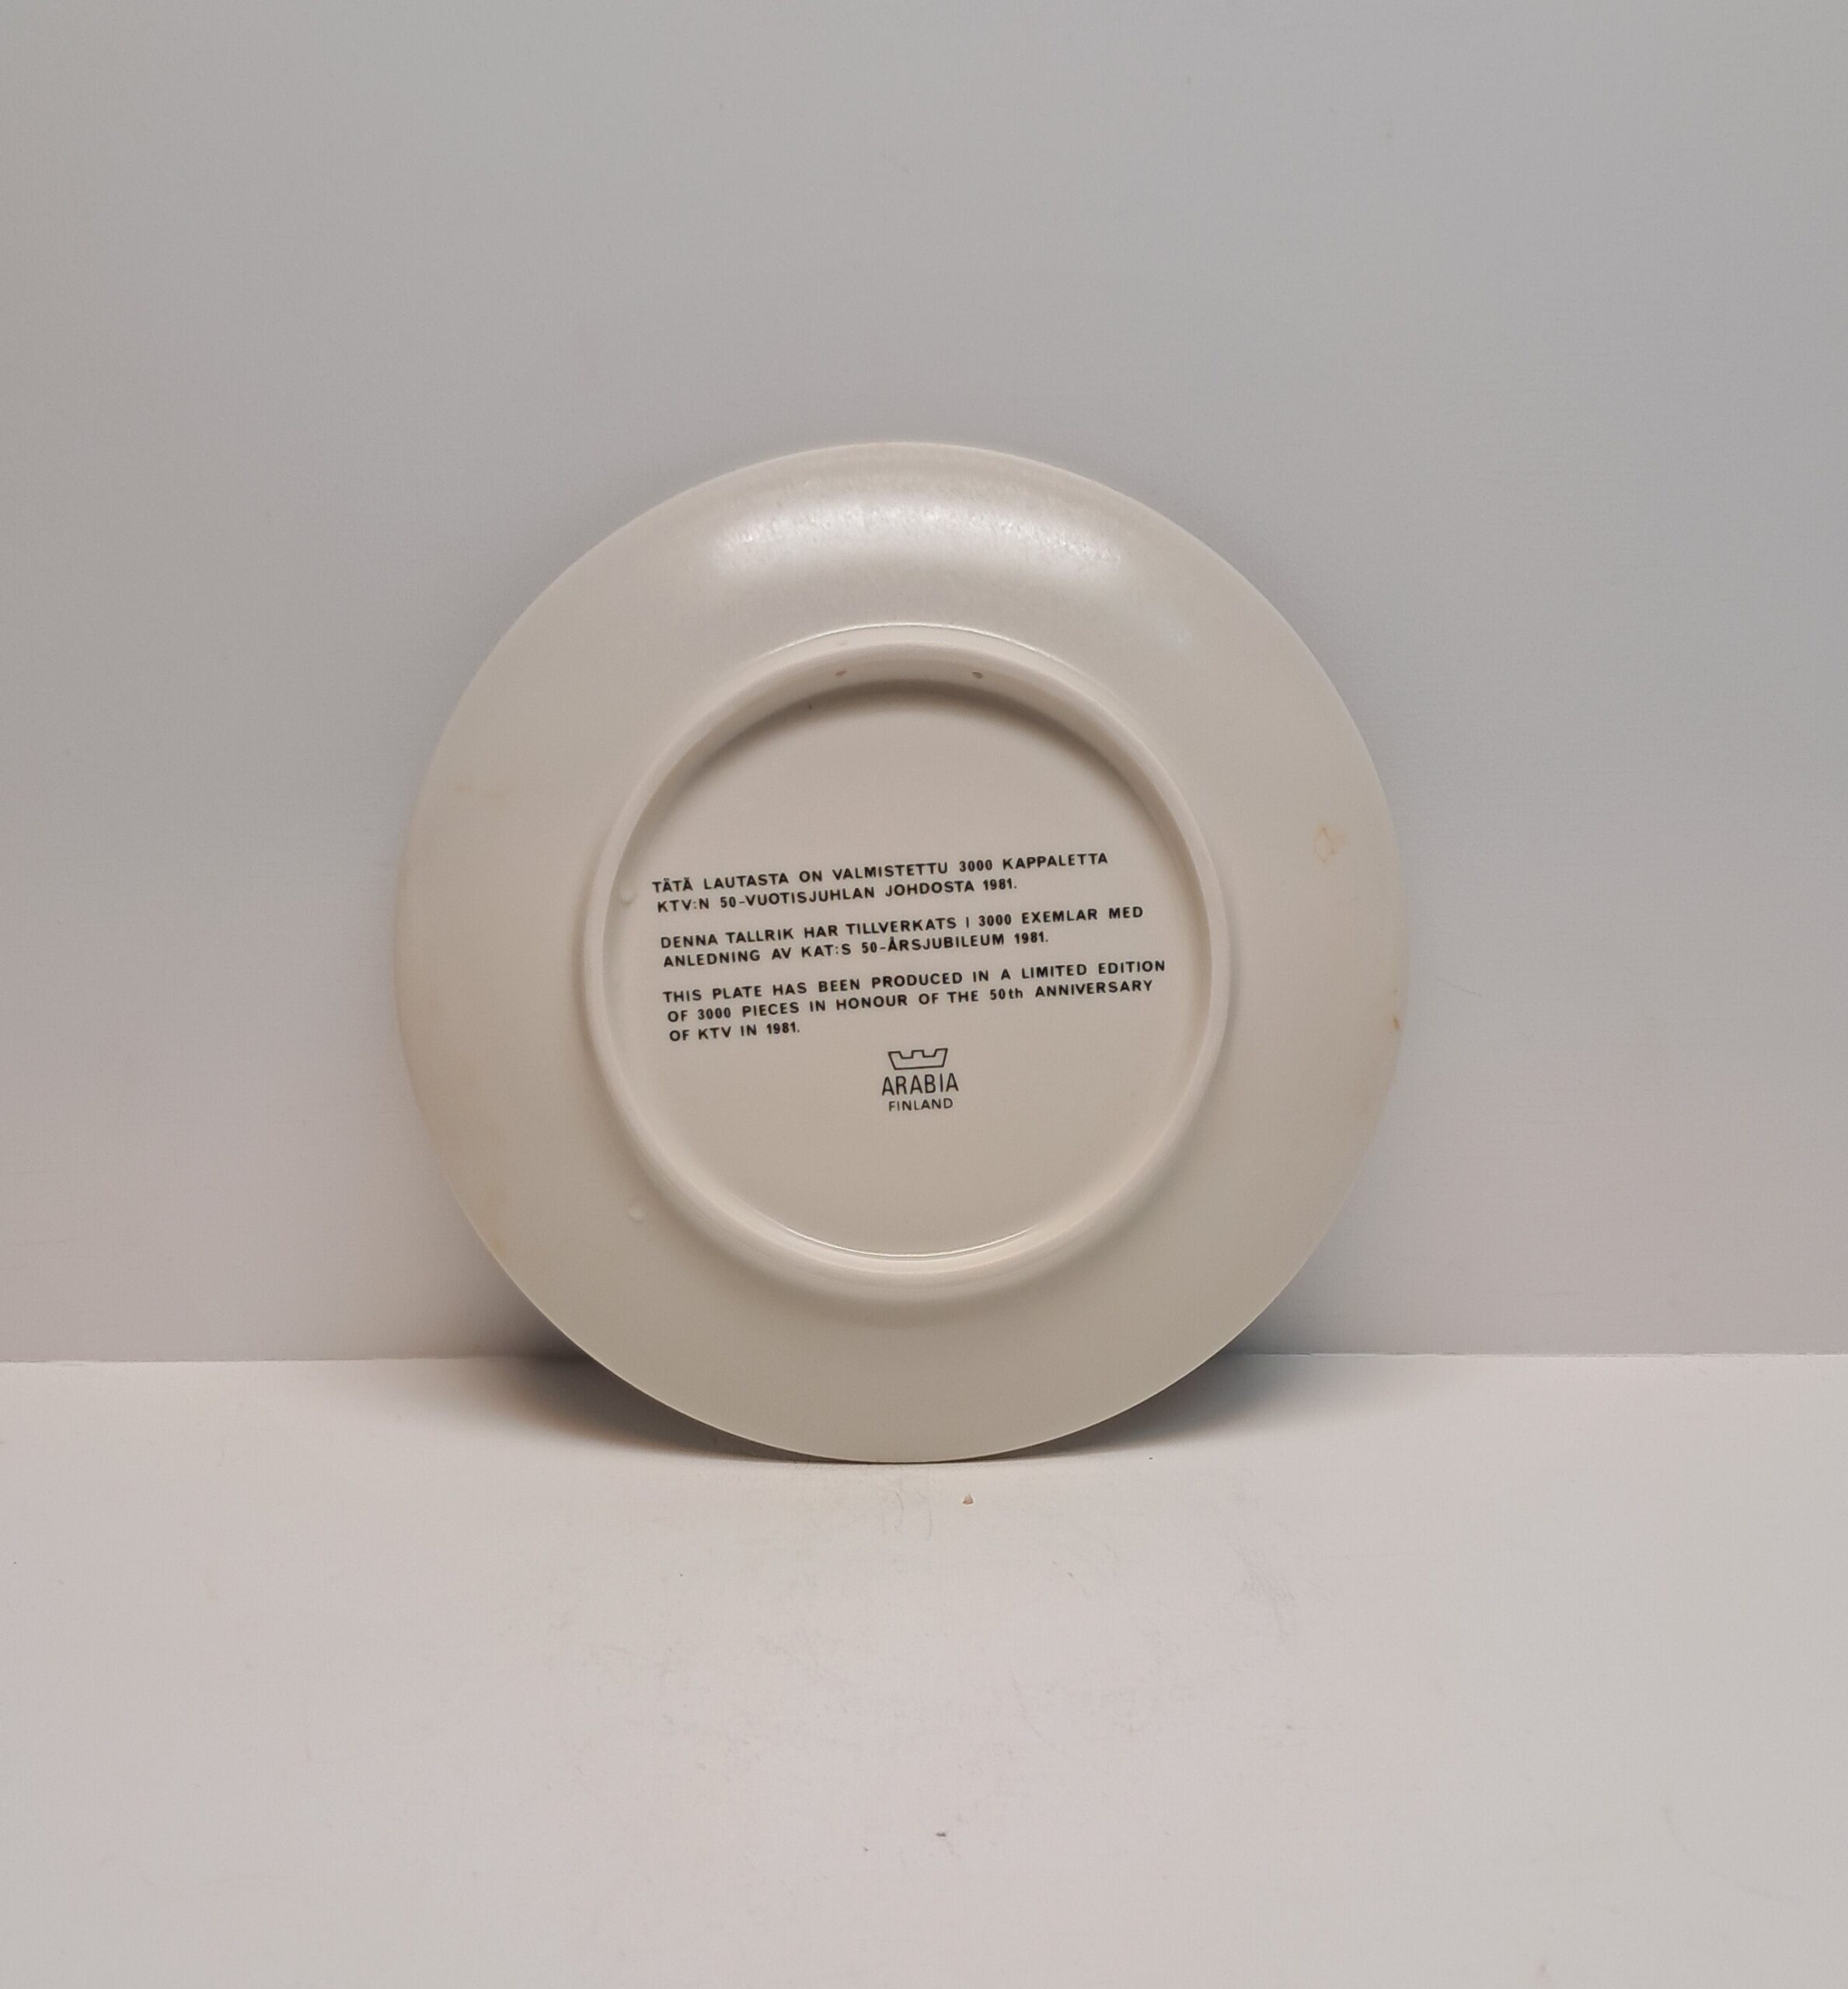 TÄTÄ LAUTASTA ON VALMISTETTU 3000 KAPPALETTA
KTV:N 50-VUOTISJUHLAN JOHDOSTA 1981.
DENNA TALLRIK HAR TILLVERKATS I 3000 EXEMLAR MED
ANLEDNING AV KAT:S 50-ÅRSJUBILEUM 1981.
THIS PLATE HAS BEEN PRODUCED IN A LIMITED EDITION
OF 3000 PIECES IN HONOUR OF THE 50th ANNIVERSARY
OF KTV IN 1981.
ARABIA
FINLAND